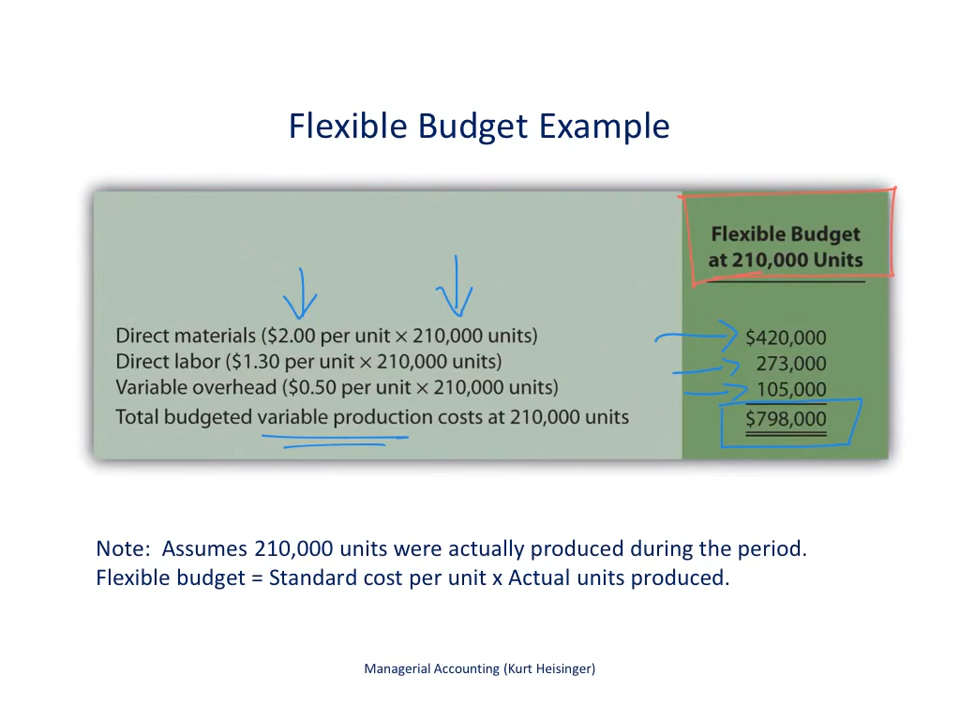 Flexible Budget Example
Flexible Budget
at 210,000 Units
Direct materials ($2.00 per unit × 210,000 units) $420,000
Direct labor ($1.30 per unit × 210,000 units) 273,000
Variable overhead ($0.50 per unit × 210,000 units) 105,000
Total budgeted variable production costs at 210,000 units $798,000
Note: Assumes 210,000 units were actually produced during the period.
Flexible budget = Standard cost per unit x Actual units produced.
Managerial Accounting (Kurt Heisinger)